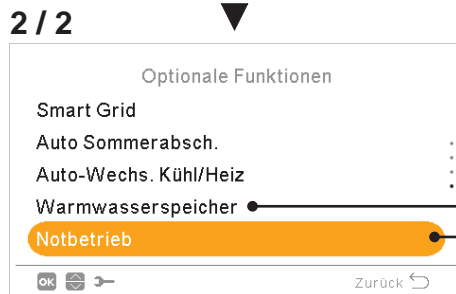 2 / 2
Optionale Funktionen
Smart Grid
Auto Sommerabsch.
Auto-Wechs. Kühl/Heiz
Warmwasserspeicher
Notbetrieb
OK Zurück